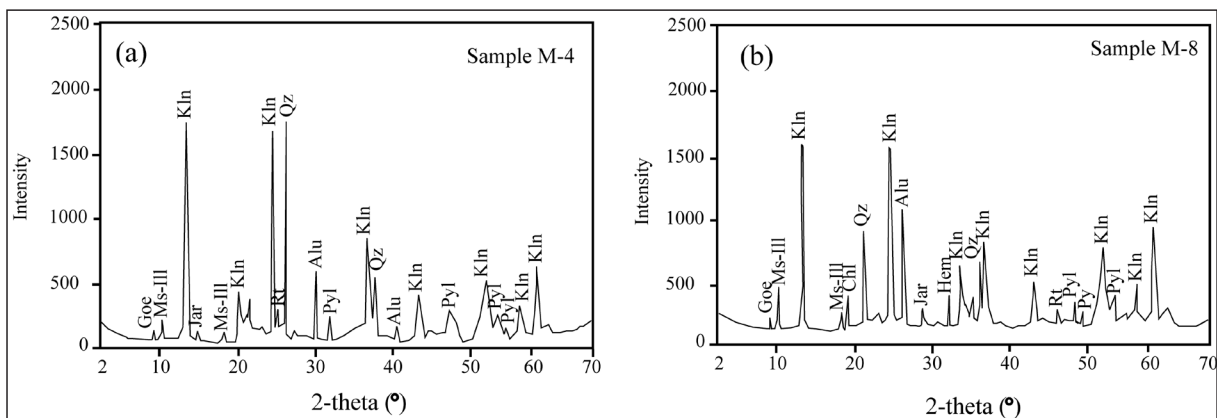 (a)
Sample M-4
Intensity
2500
2000
1500
1000
500
0
Goe
Ms-Ill
Kln
Jar
Ms-Ill
Kln
Kln
Rt
Qz
Alu
Pyl
Kln
Qz
Alu
Kln
Pyl
Kln
Pyl
Pyl
Kln
Kln
2 10 20 30 40 50 60 70
2-theta (°)
(b)
Sample M-8
Intensity
2500
2000
1500
1000
500
0
Goe
Ms-Ill
Kln
Ms-Ill
Chl
Qz
Kln
Alu
Jar
Hem
Kln
Qz
Kln
Kln
Rt
Pyl
Py
Kln
Pyl
Kln
Kln
2 10 20 30 40 50 60 70
2-theta (°)